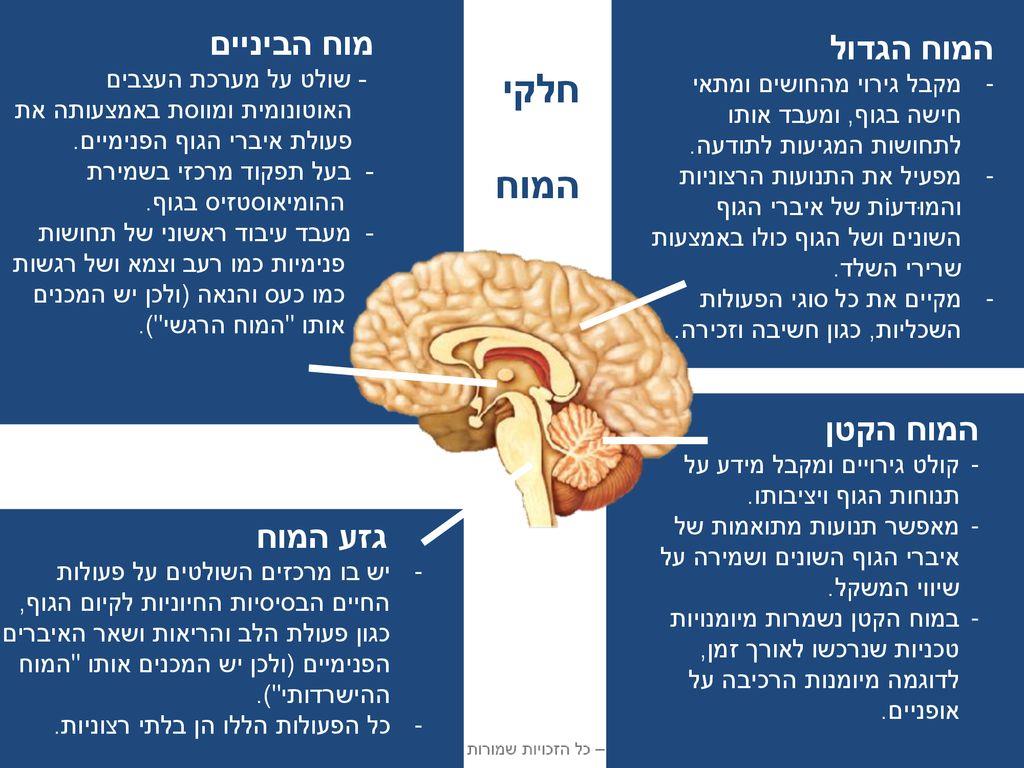 חלקי
המוח
המוח הגדול
- מקבל גירוי מהחושים ומתאי
חישה בגוף, ומעבד אותו
לתחושות המגיעות לתודעה.
- מפעיל את התנועות הרצוניות
והמוּדעוֹת של איברי הגוף
השונים ושל הגוף כולו באמצעות
שרירי השלד.
- מקיים את כל סוגי הפעולות
השכליות, כגון חשיבה וזכירה.
מוח הביניים
- שולט על מערכת העצבים
האוטונומית ומווסת באמצעותה את
פעולת איברי הגוף הפנימיים.
- בעל תפקוד מרכזי בשמירת
ההומיאוסטזיס בגוף.
- מעבד עיבוד ראשוני של תחושות
פנימיות כמו רעב וצמא ושל רגשות
כמו כעס והנאה (ולכן יש המכנים
אותו "המוח הרגשי").
המוח הקטן
- קולט גירויים ומקבל מידע על
תנוחות הגוף ויציבותו.
- מאפשר תנועות מתואמות של
איברי הגוף השונים ושמירה על
שיווי המשקל.
- במוח הקטן נשמרות מיומנויות
טכניות שנרכשו לאורך זמן,
לדוגמה מיומנות הרכיבה על
אופניים.
גזע המוח
- יש בו מרכזים השולטים על פעולות
החיים הבסיסיות החיוניות לקיום הגוף,
כגון פעולת הלב והריאות ושאר האיברים
הפנימיים (ולכן יש המכנים אותו "המוח
ההישרדותי").
- כל הפעולות הללו הן בלתי רצוניות.
– כל הזכויות שמורות